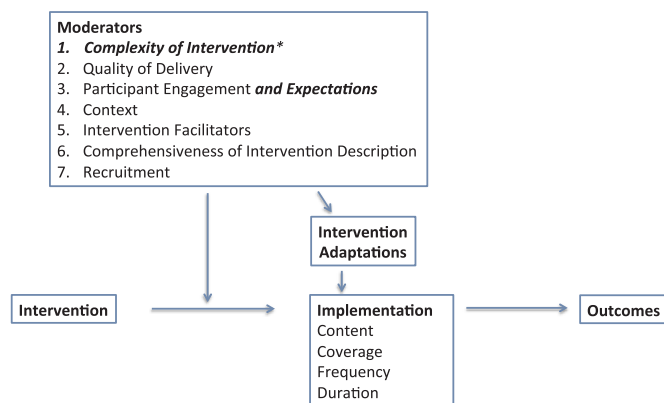 Moderators
1. Complexity of Intervention*
2. Quality of Delivery
3. Participant Engagement and Expectations
4. Context
5. Intervention Facilitators
6. Comprehensiveness of Intervention Description
7. Recruitment
Intervention
Adaptations
Intervention
Implementation
Content
Coverage
Frequency
Duration
Outcomes